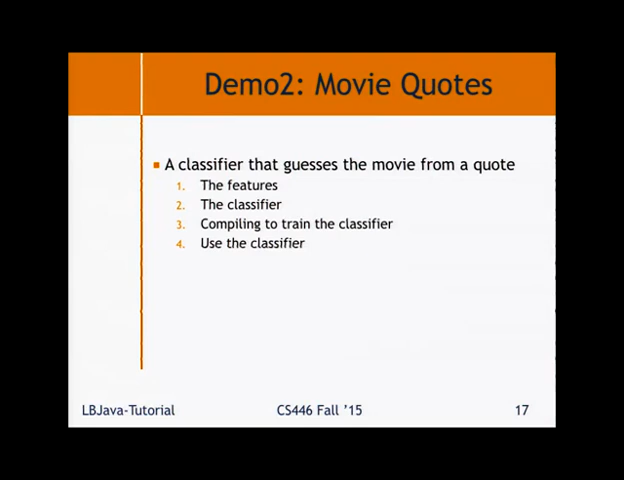 Demo2: Movie Quotes
A classifier that guesses the movie from a quote
1. The features
2. The classifier
3. Compiling to train the classifier
4. Use the classifier
LBJava-Tutorial CS446 Fall ’15 17